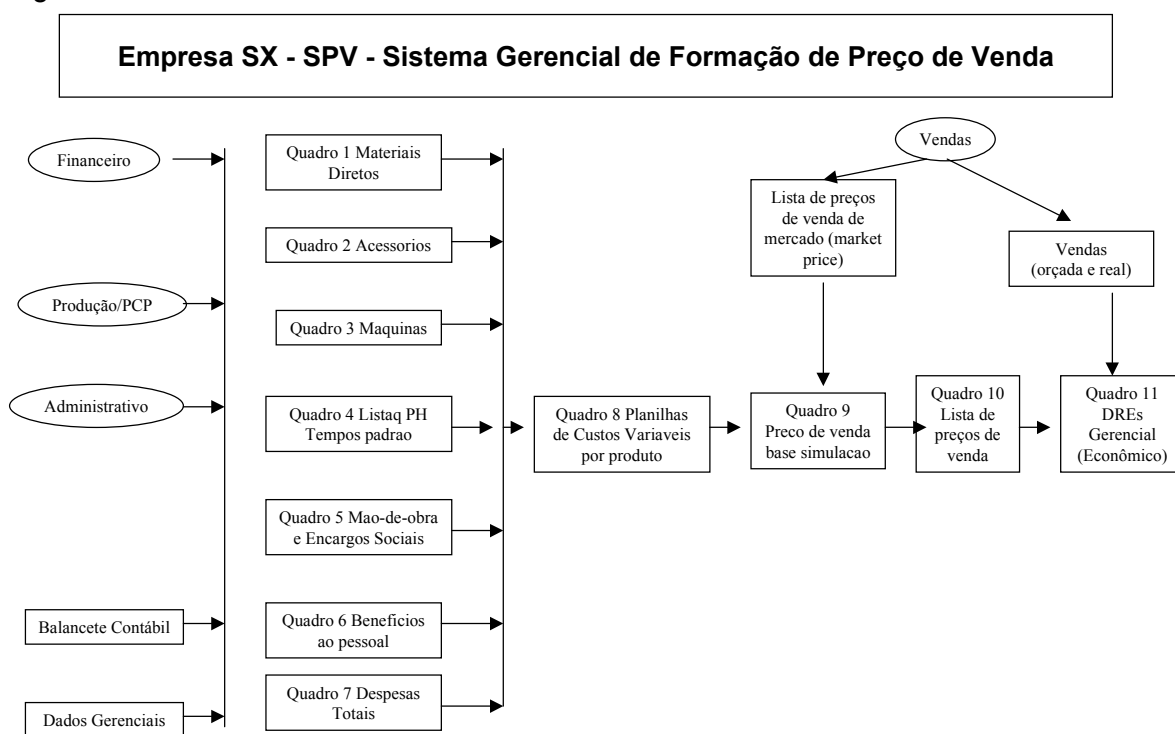 Empresa SX - SPV - Sistema Gerencial de Formação de Preço de Venda
Financeiro
Produção/PCP
Administrativo
Balancete Contábil
Dados Gerenciais
Quadro 1 Materiais
Diretos
Quadro 2 Acessorios
Quadro 3 Maquinas
Quadro 4 Listaq PH
Tempos padrao
Quadro 5 Mao-de-obra
e Encargos Sociais
Quadro 6 Beneficios
ao pessoal
Quadro 7 Despesas
Totais
Quadro 8 Planilhas
de Custos Variaveis
por produto
Vendas
Lista de preços
de venda de
mercado (market
price)
Vendas
(orçada e real)
Quadro 9
Preco de venda
base simulacao
Quadro 10
Lista de
preços de
venda
Quadro 11
DREs
Gerencial
(Econômico)